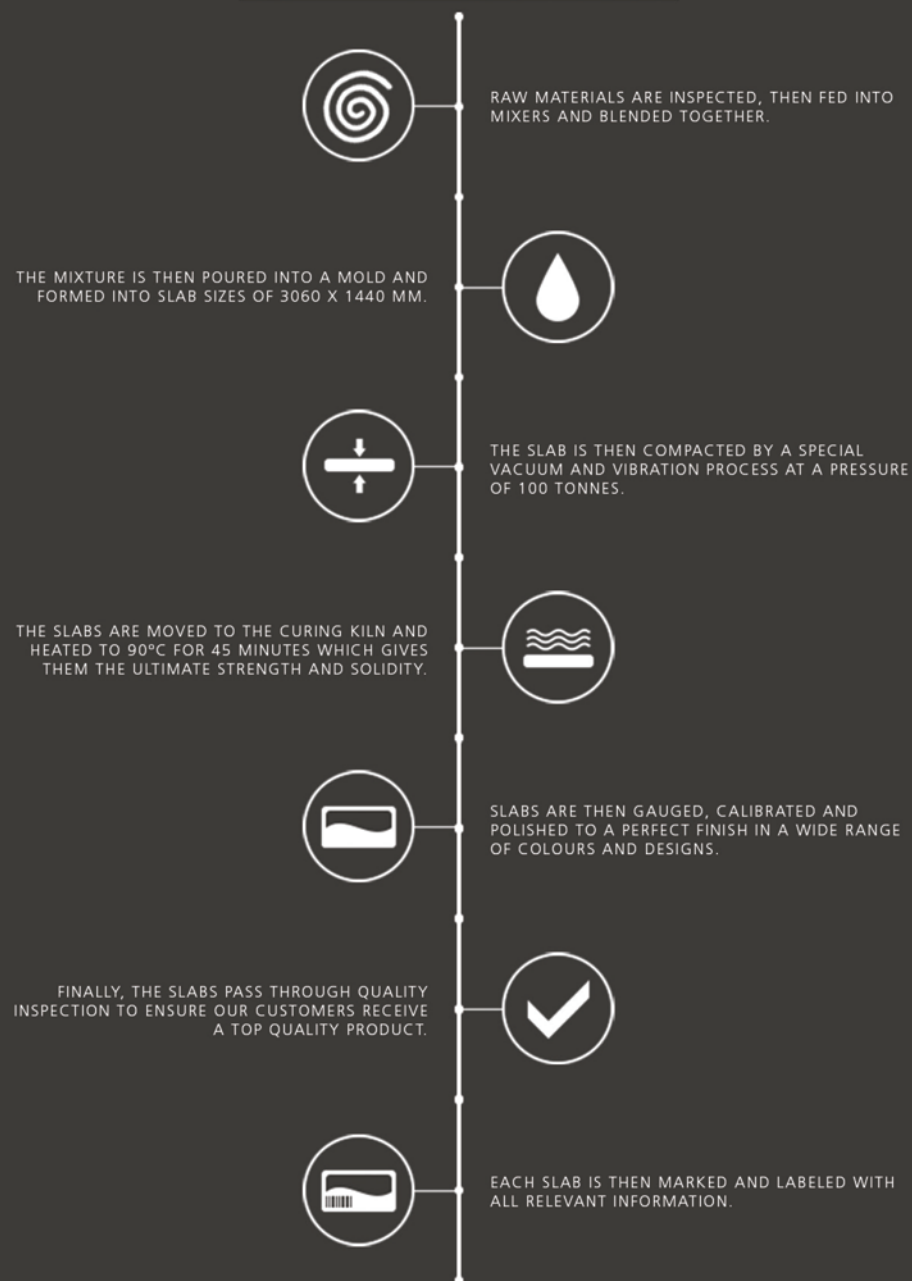 RAW MATERIALS ARE INSPECTED, THEN FED INTO
MIXERS AND BLENDED TOGETHER.
THE MIXTURE IS THEN POURED INTO A MOLD AND
FORMED INTO SLAB SIZES OF 3060 X 1440 MM.
THE SLAB IS THEN COMPACTED BY A SPECIAL
VACUUM AND VIBRATION PROCESS AT A PRESSURE
OF 100 TONNES.
THE SLABS ARE MOVED TO THE CURING KILN AND
HEATED TO 90°C FOR 45 MINUTES WHICH GIVES
THEM THE ULTIMATE STRENGTH AND SOLIDITY.
SLABS ARE THEN GAUGED, CALIBRATED AND
POLISHED TO A PERFECT FINISH IN A WIDE RANGE
OF COLOURS AND DESIGNS.
FINALLY, THE SLABS PASS THROUGH QUALITY
INSPECTION TO ENSURE OUR CUSTOMERS RECEIVE
A TOP QUALITY PRODUCT.
EACH SLAB IS THEN MARKED AND LABELED WITH
ALL RELEVANT INFORMATION.